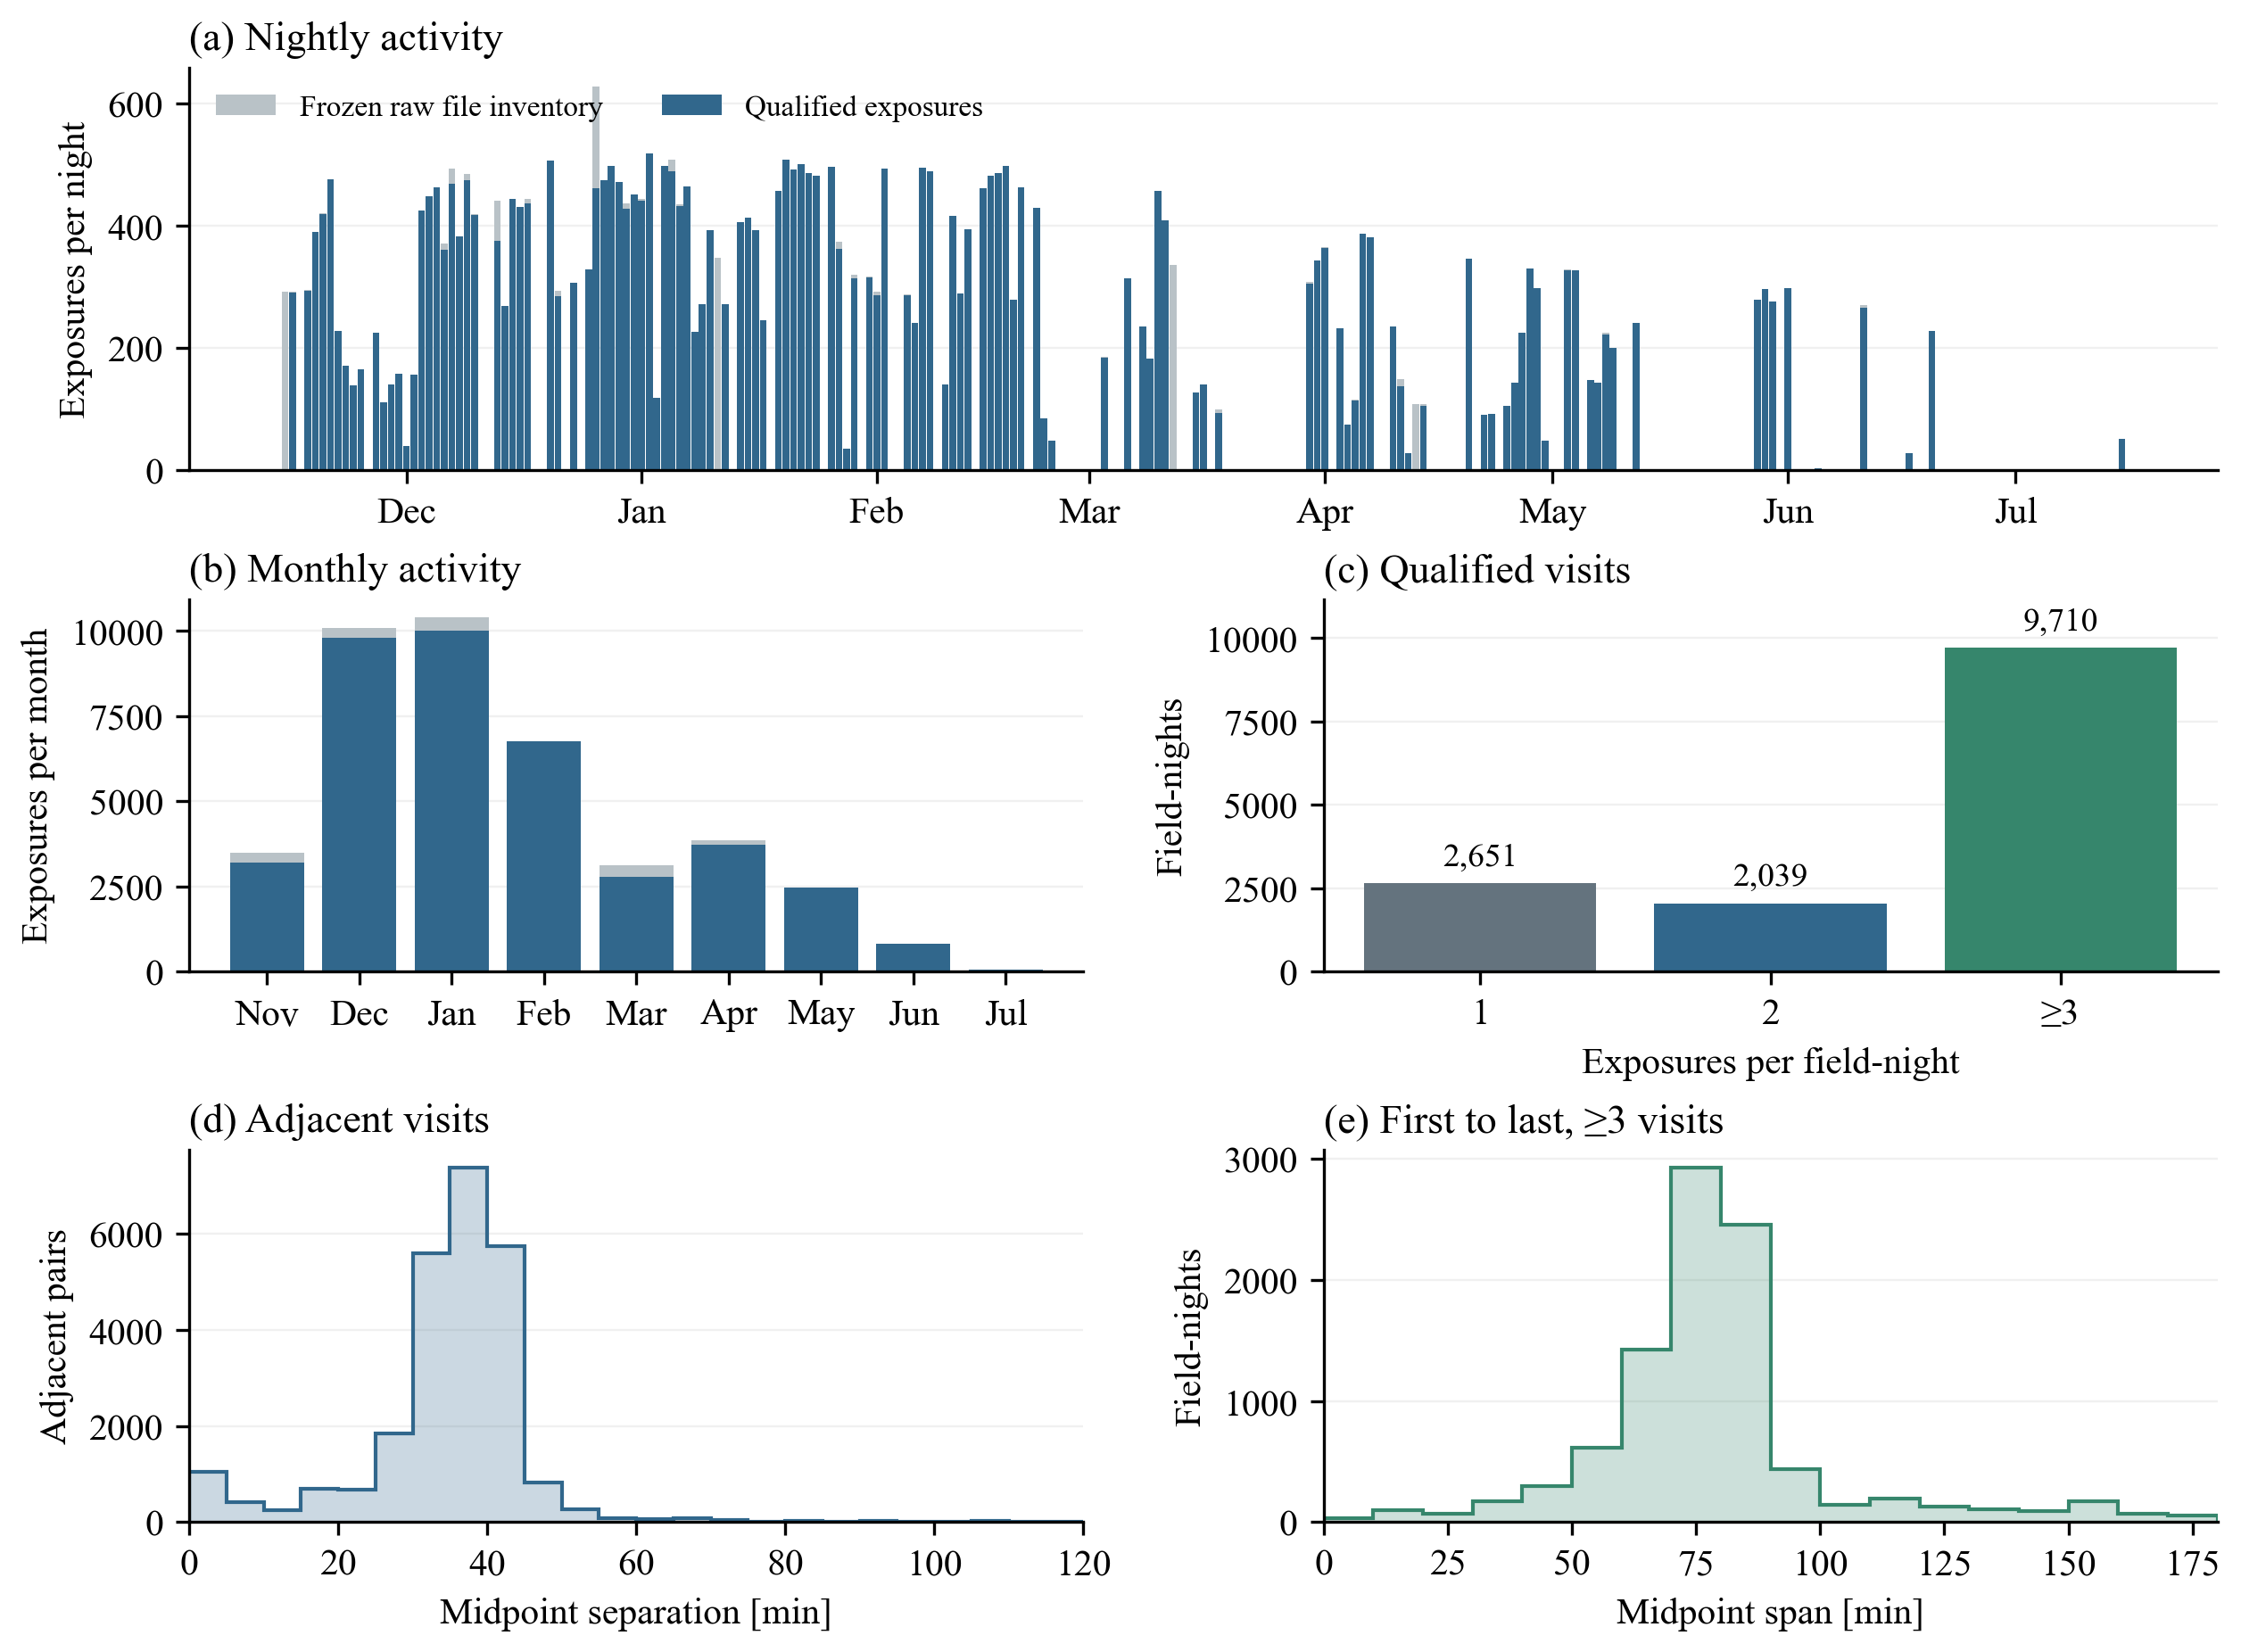 (a) Nightly activity
Frozen raw file inventory
Qualified exposures
Exposures per night
600
400
200
0
Dec
Jan
Feb
Mar
Apr
May
Jun
Jul
(b) Monthly activity
Exposures per month
10000
7500
5000
2500
0
Nov
Dec
Jan
Feb
Mar
Apr
May
Jun
Jul
(c) Qualified visits
Field-nights
10000
7500
5000
2500
0
2,651
2,039
9,710
1
2
≥3
Exposures per field-night
(d) Adjacent visits
Adjacent pairs
6000
4000
2000
0
0
20
40
60
80
100
120
Midpoint separation [min]
(e) First to last, ≥3 visits
Field-nights
3000
2000
1000
0
0
25
50
75
100
125
150
175
Midpoint span [min]